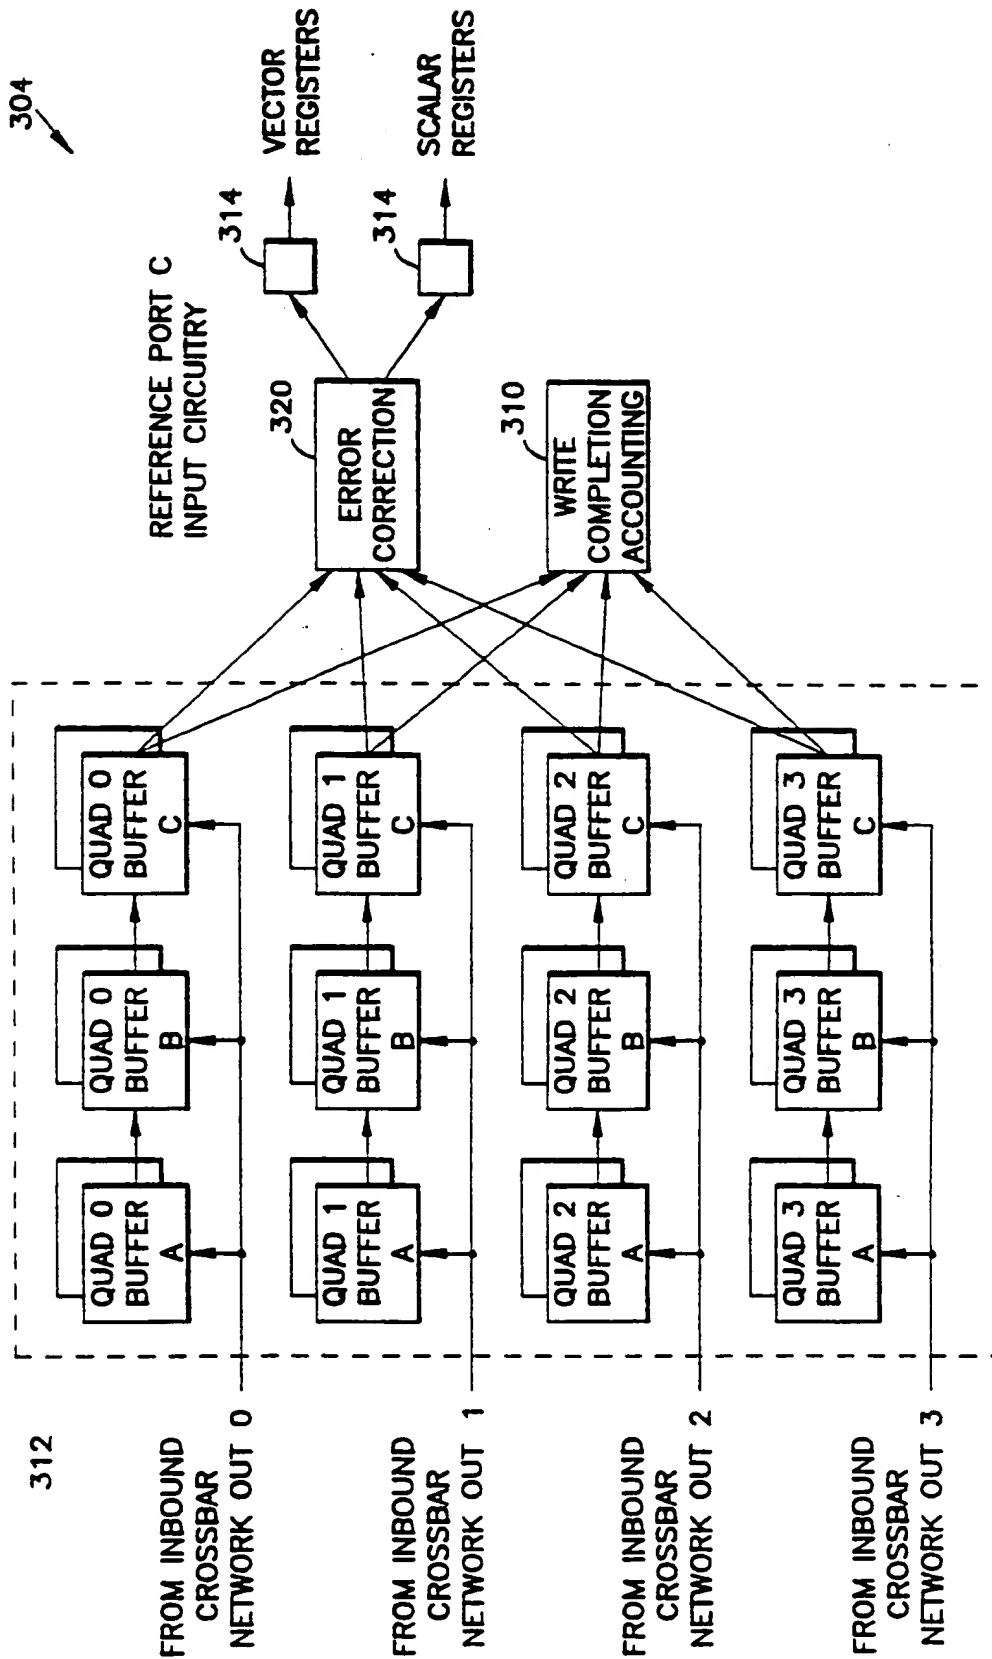 304
REFERENCE PORT C
INPUT CIRCUITRY
312
FROM INBOUND
CROSSBAR
NETWORK OUT 0
QUAD 0
BUFFER
A
QUAD 0
BUFFER
B
QUAD 0
BUFFER
C
FROM INBOUND
CROSSBAR
NETWORK OUT 1
QUAD 1
BUFFER
A
QUAD 1
BUFFER
B
QUAD 1
BUFFER
C
FROM INBOUND
CROSSBAR
NETWORK OUT 2
QUAD 2
BUFFER
A
QUAD 2
BUFFER
B
QUAD 2
BUFFER
C
FROM INBOUND
CROSSBAR
NETWORK OUT 3
QUAD 3
BUFFER
A
QUAD 3
BUFFER
B
QUAD 3
BUFFER
C
320
ERROR
CORRECTION
310
WRITE
COMPLETION
ACCOUNTING
314
VECTOR
REGISTERS
314
SCALAR
REGISTERS